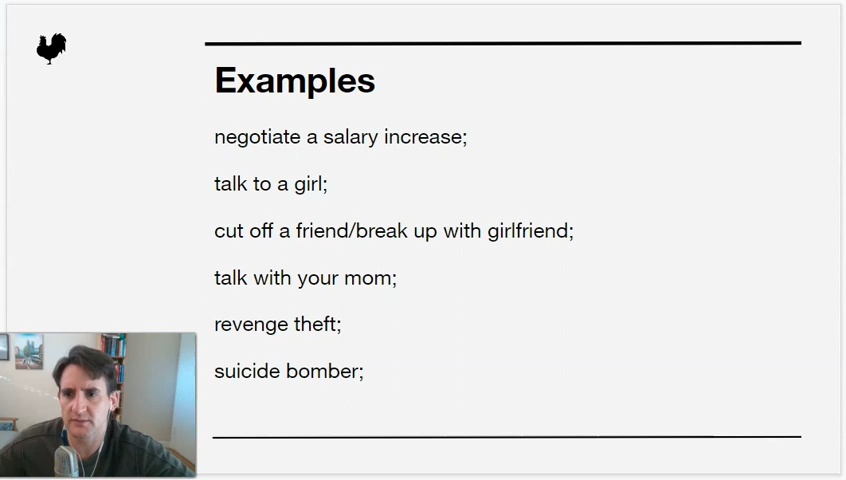 Examples
negotiate a salary increase;
talk to a girl;
cut off a friend/break up with girlfriend;
talk with your mom;
revenge theft;
suicide bomber;